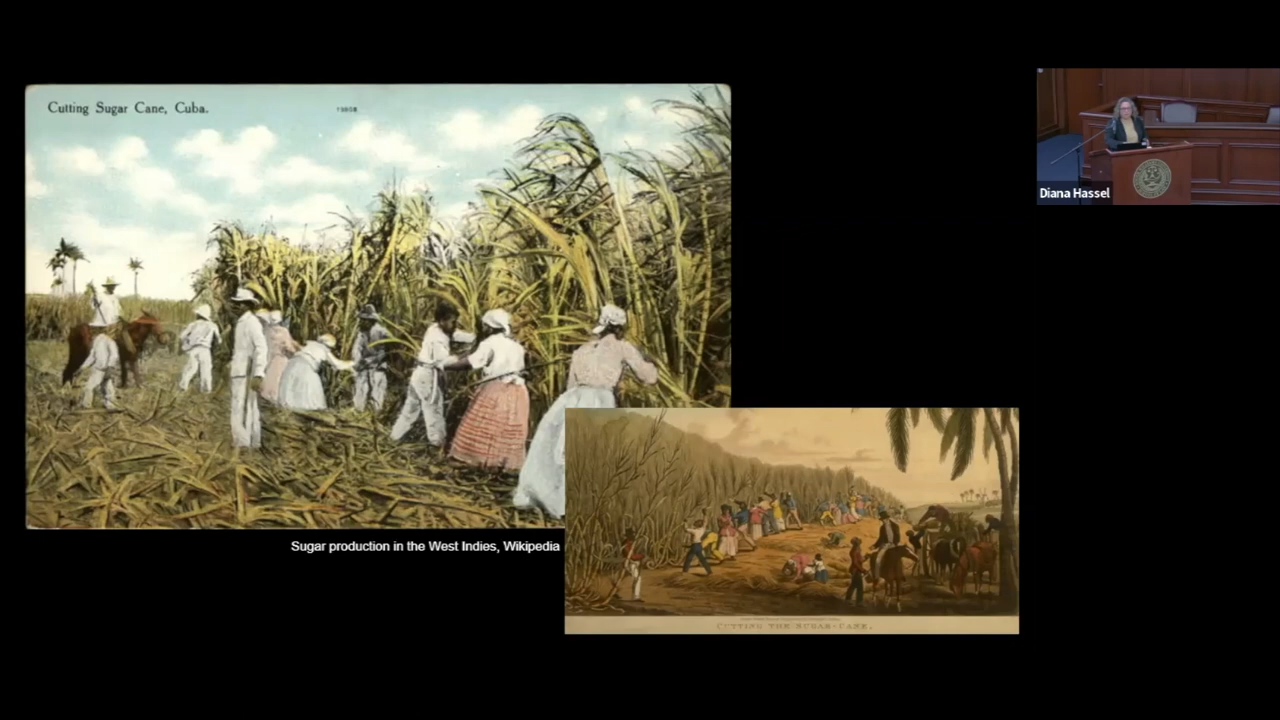 Cutting Sugar Cane, Cuba.
Diana Hassel
Sugar production in the West Indies, Wikipedia
CUTTING THE SUGAR-CANE.